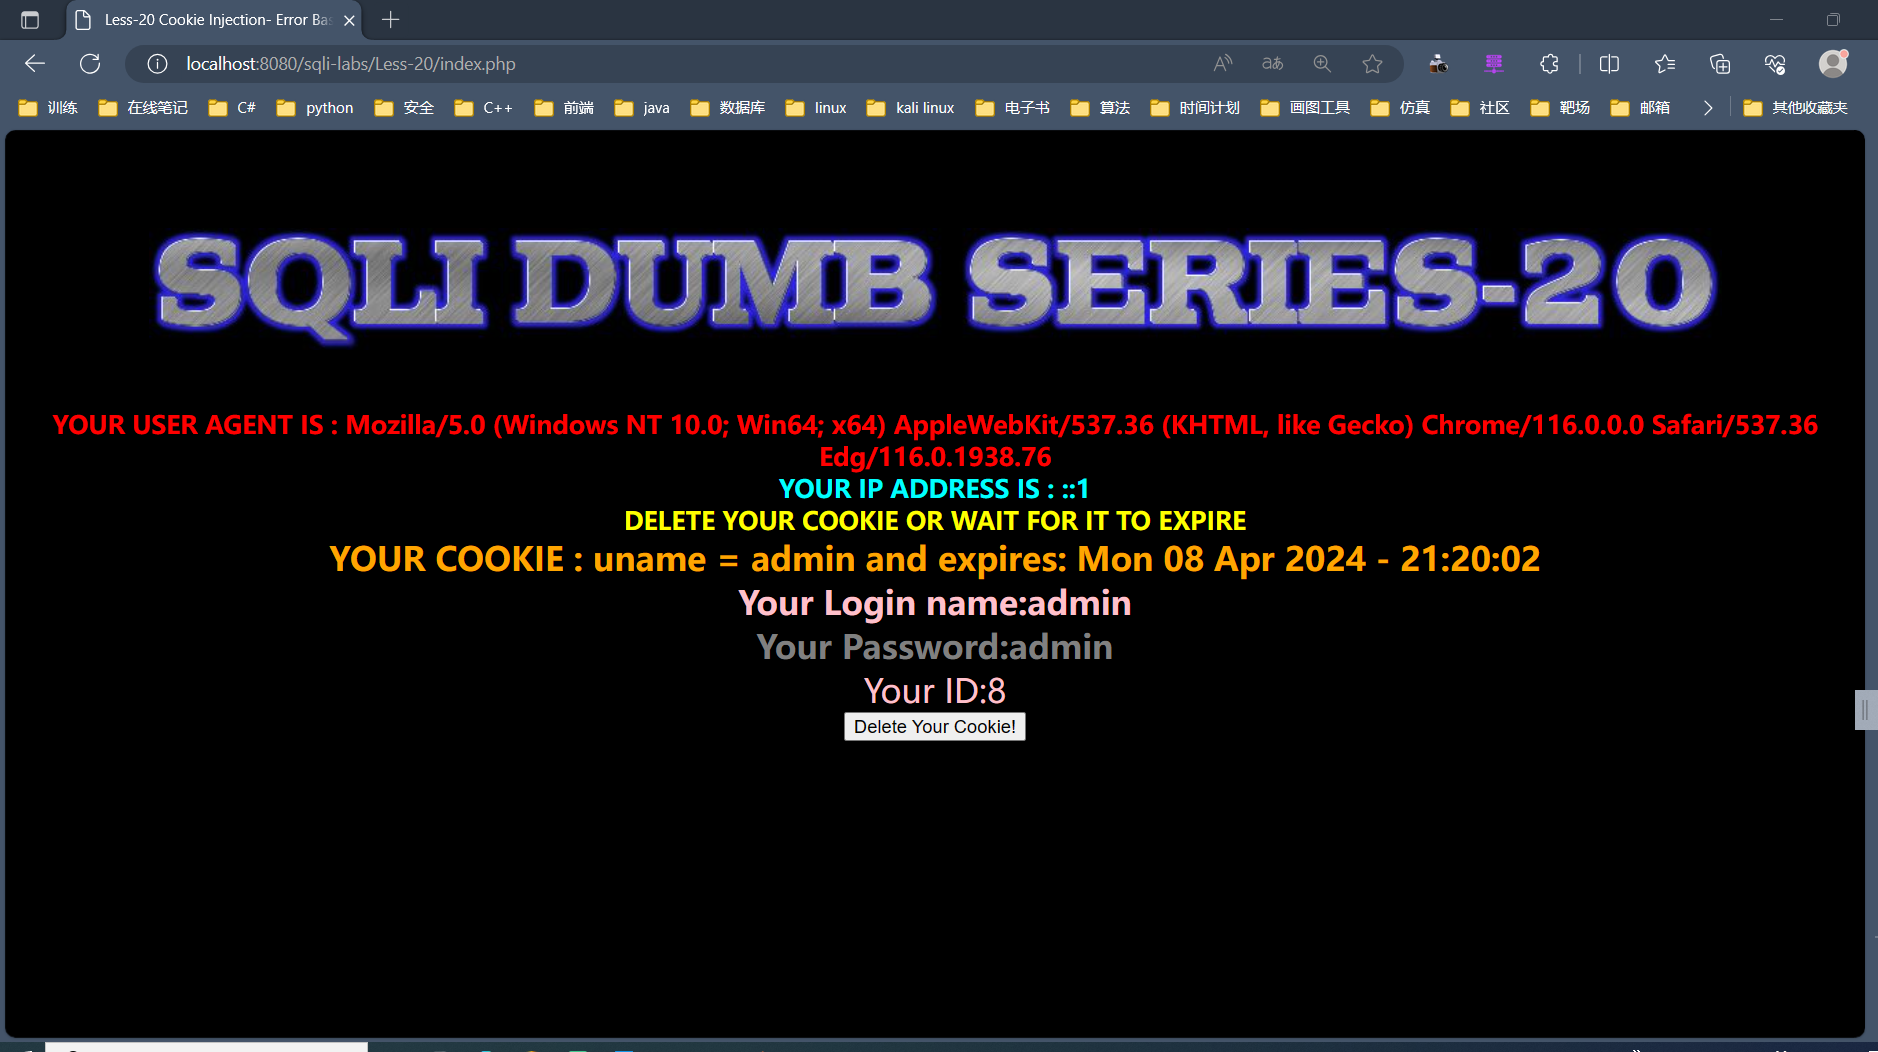 Less-20 Cookie Injection- Error Bas
localhost:8080/sqli-labs/Less-20/index.php
训练 在线笔记 C# python 安全 C++ 前端 java 数据库 linux kali linux 电子书 算法 时间计划 画图工具 仿真 社区 靶场 邮箱 其他收藏夹
SQLI DUMB SERIES-20
YOUR USER AGENT IS : Mozilla/5.0 (Windows NT 10.0; Win64; x64) AppleWebKit/537.36 (KHTML, like Gecko) Chrome/116.0.0.0 Safari/537.36
Edg/116.0.1938.76
YOUR IP ADDRESS IS : ::1
DELETE YOUR COOKIE OR WAIT FOR IT TO EXPIRE
YOUR COOKIE : uname = admin and expires: Mon 08 Apr 2024 - 21:20:02
Your Login name:admin
Your Password:admin
Your ID:8
Delete Your Cookie!